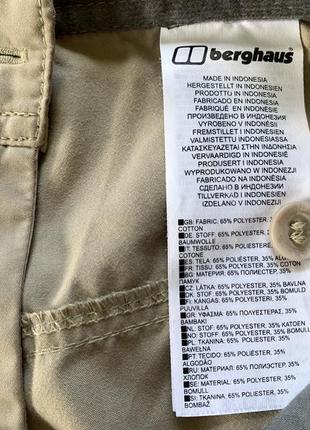 berghaus
MADE IN INDONESIA
HERGESTELLT IN INDONESIEN
PRODOTTO IN INDONESIA
FABRICADO EN INDONESIA
FABRIQUÉ EN INDONÉSIE
ПРОИЗВЕДЕНО В ИНДОНЕЗИЯ
VYROBENO V INDONÉSII
FREMSTILLET I INDONESIEN
VALMISTETTU INDONESIASSA
ΚΑΤΑΣΚΕΥΑΖΕΤΑΙ ΣΤΗΝ ΙΝΔΟΝΗΣΙΑ
VERVAARDIGD IN INDONESIË
PRODUSERT I INDONESIA
WYPRODUKOWANO W INDONEZJI
FABRICADO NA INDONÉSIA
СДЕЛАНО В ИНДОНЕЗИИ
TILLVERKAD I INDONESIEN
IZDELANO V INDONEZIJI
GB: FABRIC: 65% POLYESTER, 35%
COTTON
DE: STOFF: 65% POLYESTER, 35%
BAUMWOLLE
IT: TESSUTO: 65% POLIESTERE,
COTONE
ES: TELA: 65% POLIÉSTER, 35%
FR: TISSU: 65% POLYESTER, 35%
BG: МАТЕРИЯ: 65% ПОЛИЕСТЕР, 35%
ПАМУК
CZ: LÁTKA: 65% POLYESTER, 35% BAVLNA
DK: STOF: 65% POLYESTER, 35% BOMULD
FI: KANGAS: 65% POLYESTERI, 35%
PUUVILLA
GR: ΥΦΑΣΜΑ: 65% ΠΟΛΥΕΣΤΕΡΑΣ, 35%
ΒΑΜΒΑΚΙ
NL: STOF: 65% POLYESTER, 35% KATOEN
NO: STOFF: 65% POLYESTER, 35% BOMULL
PL: TKANINA: 65% POLIESTER, 35%
BAWEŁNA
PT: TECIDO: 65% POLIÉSTER, 35%
ALGODÃO
RU: МАТЕРИАЛ: 65% ПОЛИЭСТЕР, 35%
ХЛОПОК
SE: MATERIAL: 65% POLYESTER, 35%
BOMULL
SI: TKANINA: 65% POLIESTER, 35%
BOMBAŽ